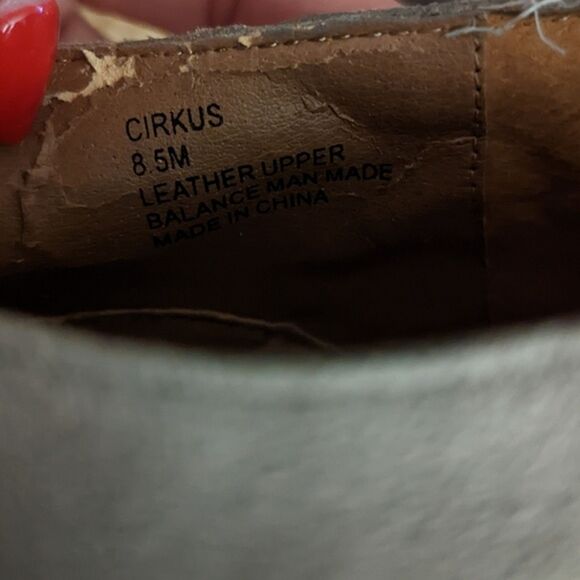 CIRKUS
8.5M
LEATHER UPPER
BALANCE MAN MADE
MADE IN CHINA